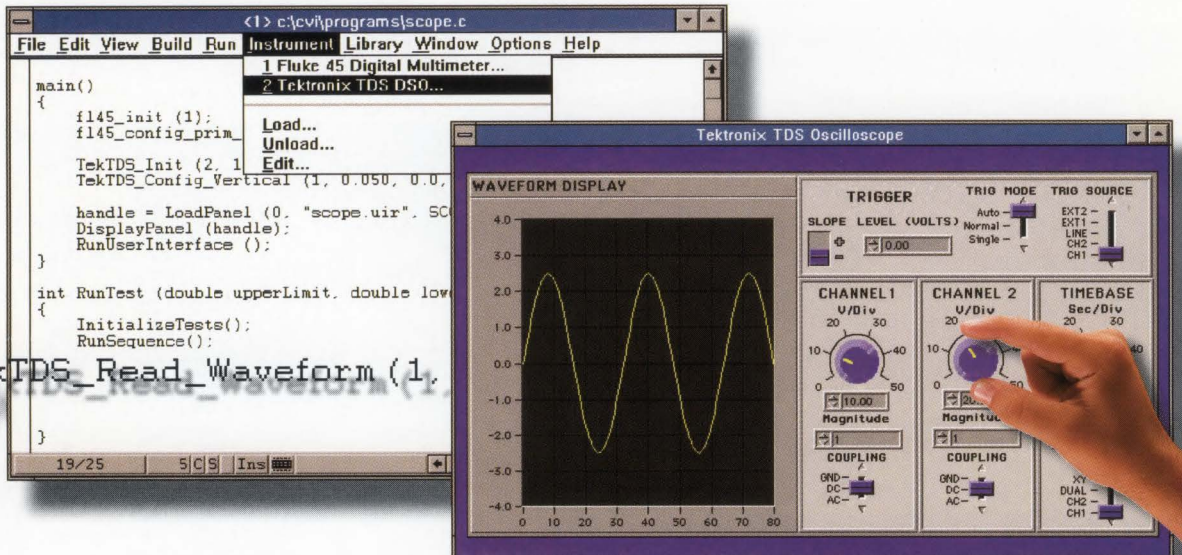 <1> c:\cvi\programs\scope.c
File Edit View Build Run Instrument Library Window Options Help
1 Fluke 45 Digital Multimeter...
2 Tektronix TDS DSO...
Load...
Unload...
Edit...
main()
{
fl45_init (1);
fl45_config_prim_
TekTDS_Init (2, 1
TekTDS_Config_Vertical (1, 0.050, 0.0,
handle = LoadPanel (0, "scope.uir", SC
DisplayPanel (handle);
RunUserInterface ();
}
int RunTest (double upperLimit, double low
{
InitializeTests();
RunSequence();
TDS_Read_Waveform (1,
}
19/25 5 C 5 Ins
Tektronix TDS Oscilloscope
WAVEFORM DISPLAY
4.0
3.0
2.0
1.0
0.0
-1.0
-2.0
-3.0
-4.0
0 10 20 30 40 50 60 70 80
TRIGGER
SLOPE
+
-
LEVEL (VOLTS)
0.00
TRIG MODE
Auto
Normal
Single
TRIG SOURCE
EXT2
EXT1
LINE
CH2
CH1
CHANNEL 1
V/Div
20 30
10 40
0 50
10.00
Magnitude
1
COUPLING
GND
DC
AC
CHANNEL 2
V/Div
20
10
0
Magnitude
1
COUPLING
GND
DC
AC
TIMEBASE
Sec/Div
20 30
40
XY
DUAL
CH2
CH1